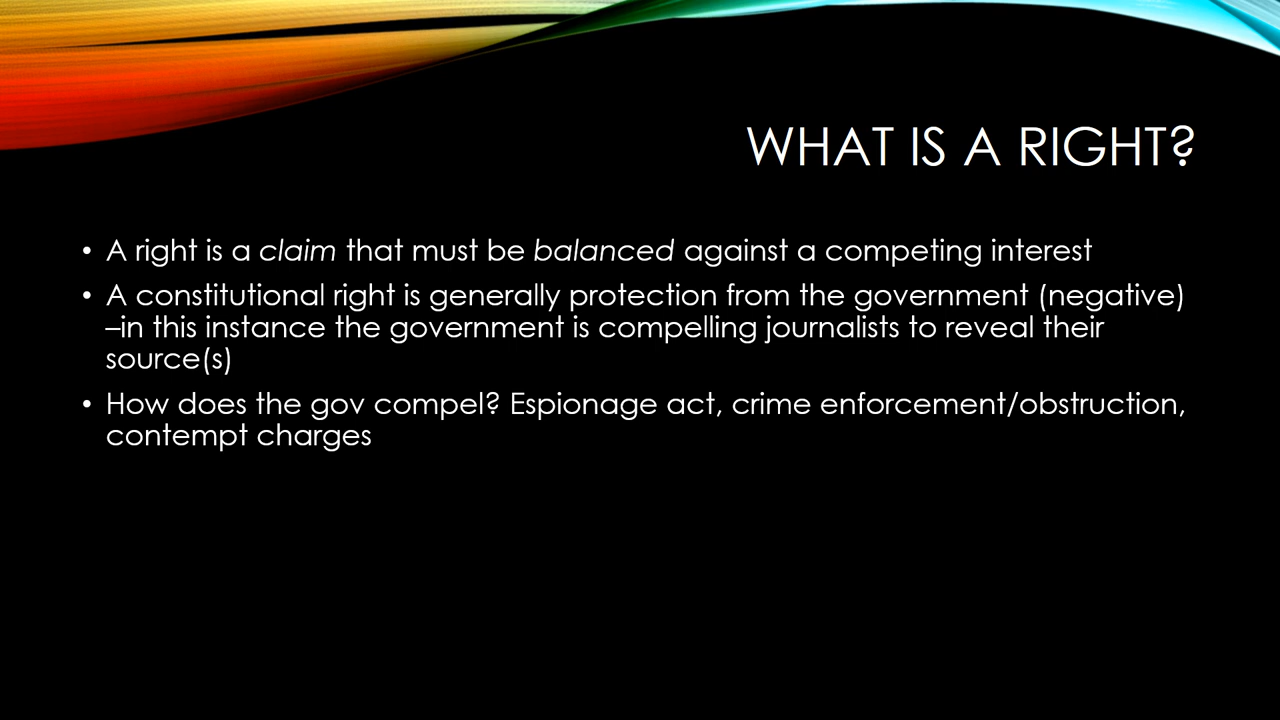 WHAT IS A RIGHT?
• A right is a claim that must be balanced against a competing interest
• A constitutional right is generally protection from the government (negative)
–in this instance the government is compelling journalists to reveal their
source(s)
• How does the gov compel? Espionage act, crime enforcement/obstruction,
contempt charges